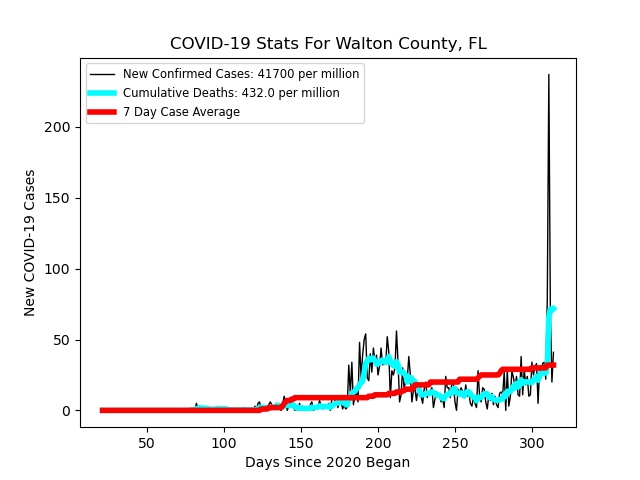 COVID-19 Stats For Walton County, FL
New Confirmed Cases: 41700 per million
Cumulative Deaths: 432.0 per million
7 Day Case Average
New COVID-19 Cases
200
150
100
50
0
50 100 150 200 250 300
Days Since 2020 Began